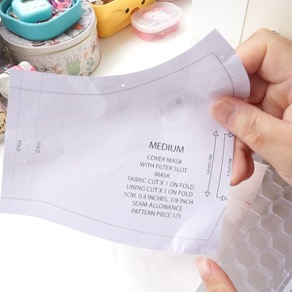 MEDIUM
COVER MASK
WITH FILTER SLOT
MASK
FABRIC CUT X 1 ON FOLD
LINING CUT X 1 ON FOLD
1CM, 0.4 INCHES, 3/8 INCH
SEAM ALLOWANCE
PATTERN PIECE 1/3
FOLD
FOLD